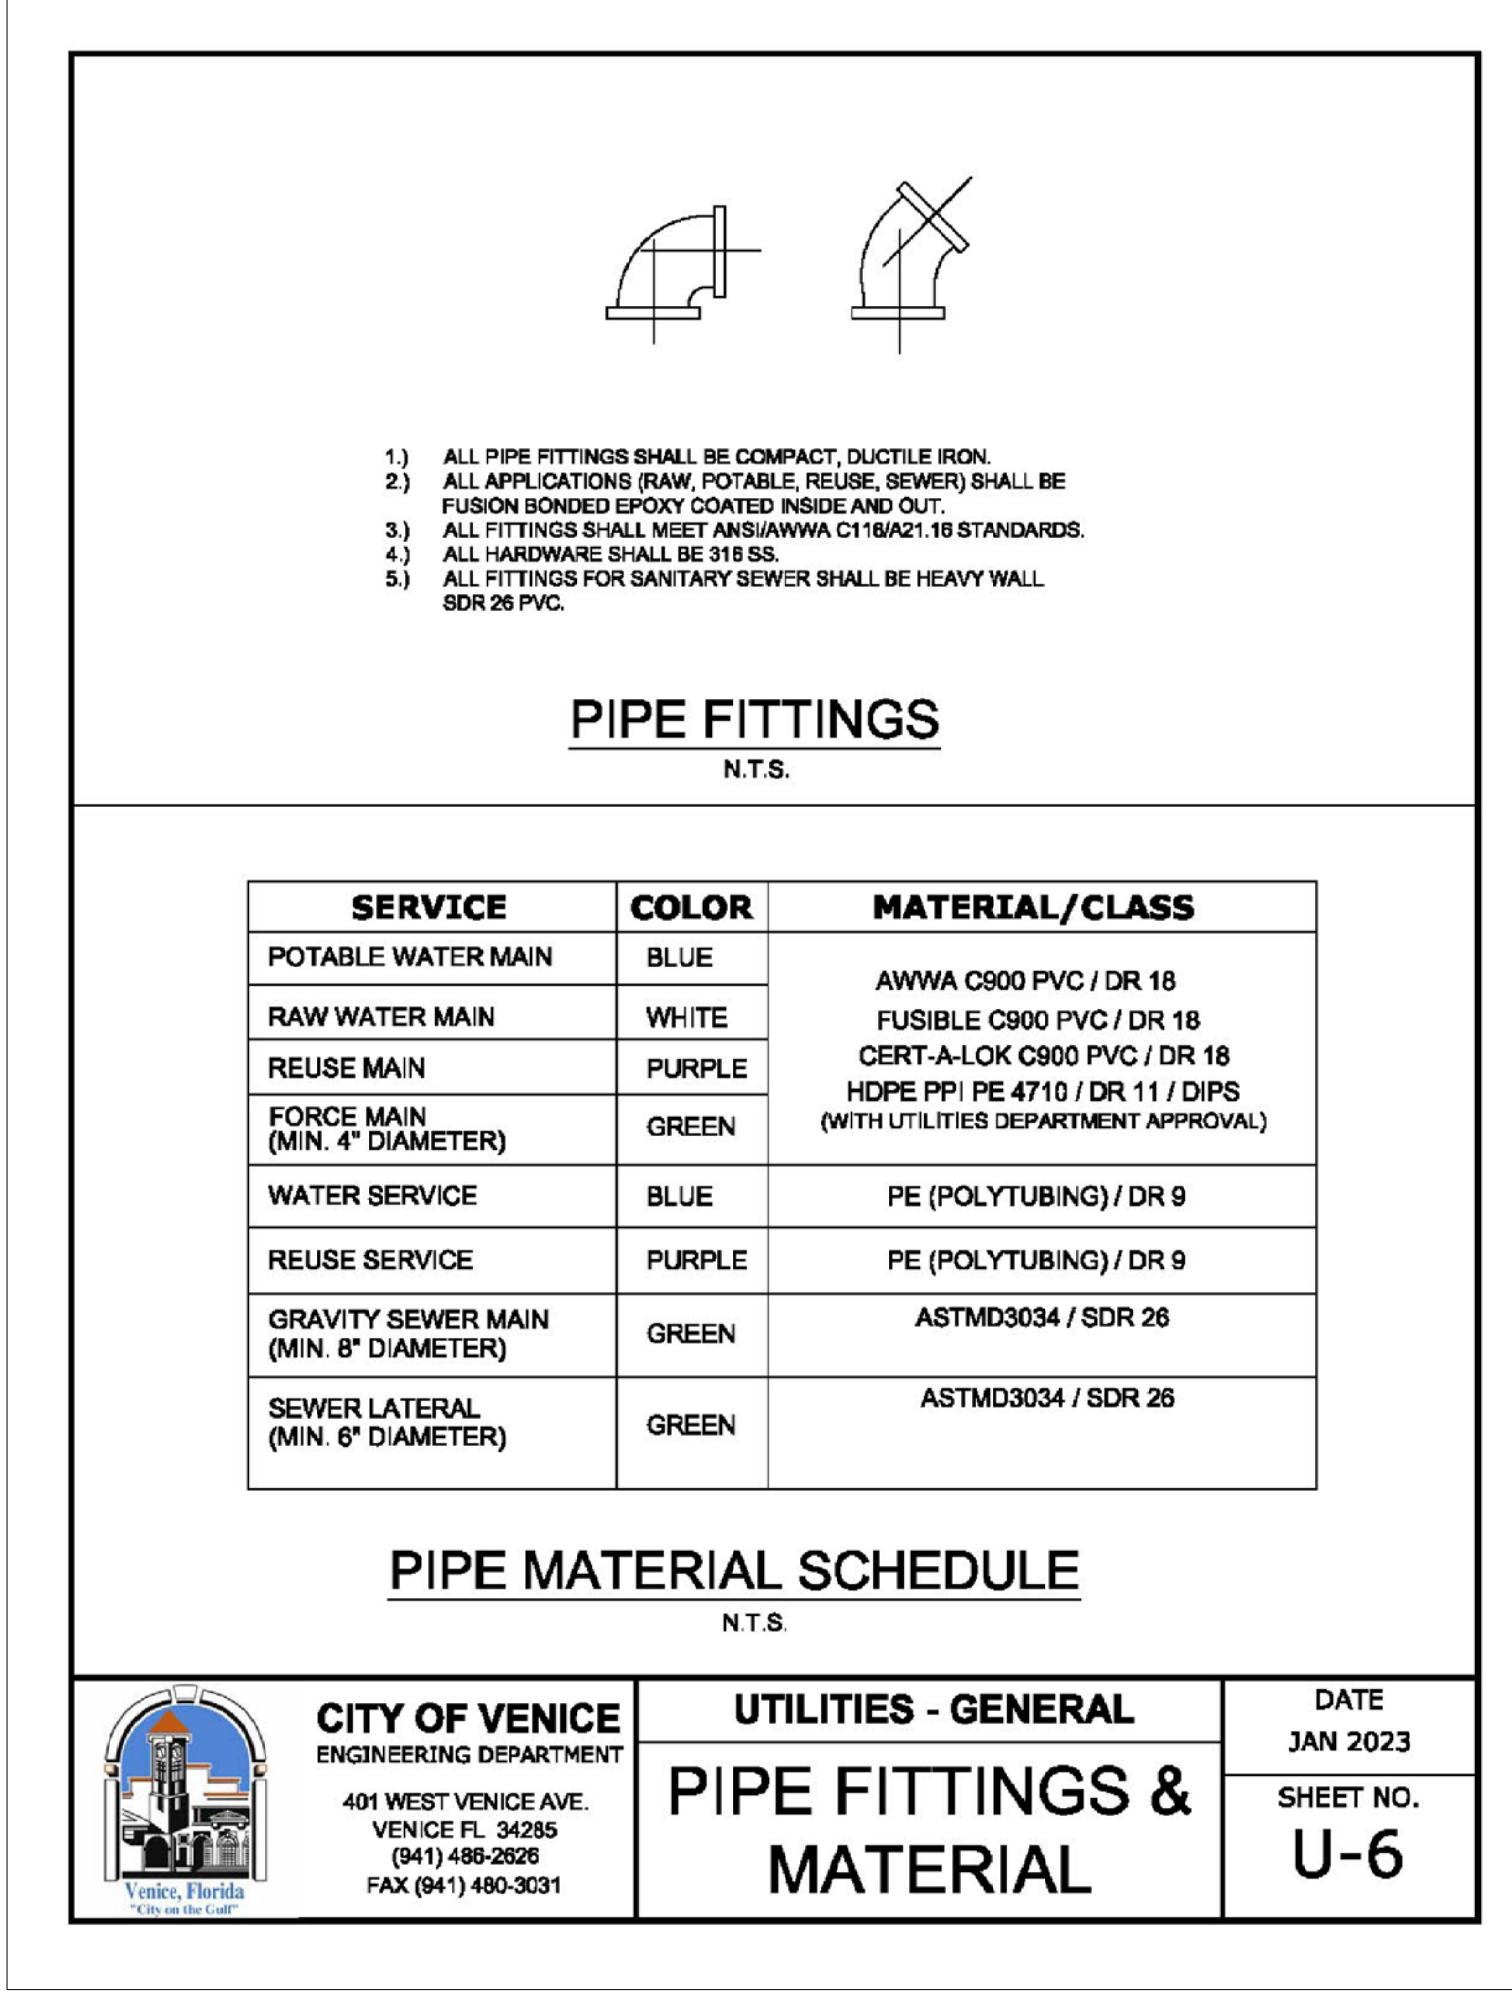 1.) ALL PIPE FITTINGS SHALL BE COMPACT, DUCTILE IRON.
2.) ALL APPLICATIONS (RAW, POTABLE, REUSE, SEWER) SHALL BE
FUSION BONDED EPOXY COATED INSIDE AND OUT.
3.) ALL FITTINGS SHALL MEET ANSI/AWWA C116/A21.16 STANDARDS.
4.) ALL HARDWARE SHALL BE 316 SS.
5.) ALL FITTINGS FOR SANITARY SEWER SHALL BE HEAVY WALL
SDR 26 PVC.
PIPE FITTINGS
N.T.S.
SERVICE COLOR MATERIAL/CLASS
POTABLE WATER MAIN BLUE
RAW WATER MAIN WHITE
REUSE MAIN PURPLE
FORCE MAIN
(MIN. 4" DIAMETER) GREEN
AWWA C900 PVC / DR 18
FUSIBLE C900 PVC / DR 18
CERT-A-LOK C900 PVC / DR 18
HDPE PPI PE 4710 / DR 11 / DIPS
(WITH UTILITIES DEPARTMENT APPROVAL)
WATER SERVICE BLUE PE (POLYTUBING) / DR 9
REUSE SERVICE PURPLE PE (POLYTUBING) / DR 9
GRAVITY SEWER MAIN
(MIN. 8" DIAMETER) GREEN ASTMD3034 / SDR 26
SEWER LATERAL
(MIN. 6" DIAMETER) GREEN ASTMD3034 / SDR 26
PIPE MATERIAL SCHEDULE
N.T.S.
Venice, Florida
"City on the Gulf"
CITY OF VENICE
ENGINEERING DEPARTMENT
401 WEST VENICE AVE.
VENICE FL 34285
(941) 486-2626
FAX (941) 480-3031
UTILITIES - GENERAL
PIPE FITTINGS &
MATERIAL
DATE
JAN 2023
SHEET NO.
U-6